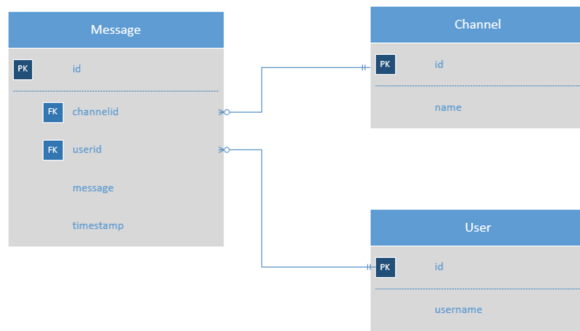 Message
PK id
FK channelid
FK userid
message
timestamp
Channel
PK id
name
User
PK id
username